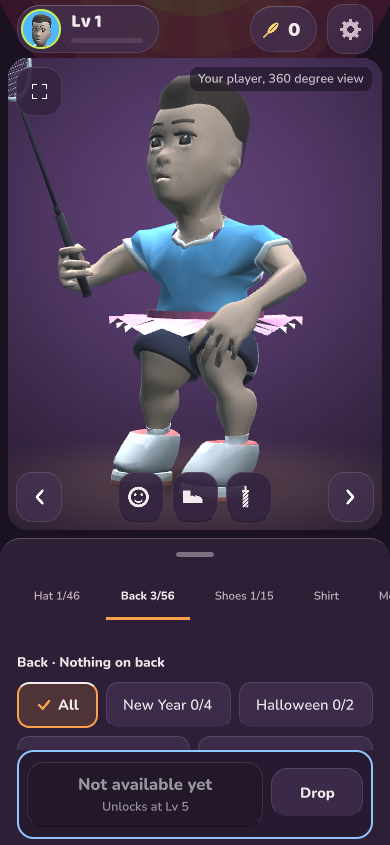 Lv 1
0
Your player, 360 degree view
Hat 1/46
Back 3/56
Shoes 1/15
Shirt
Back · Nothing on back
All
New Year 0/4
Halloween 0/2
Not available yet
Unlocks at Lv 5
Drop